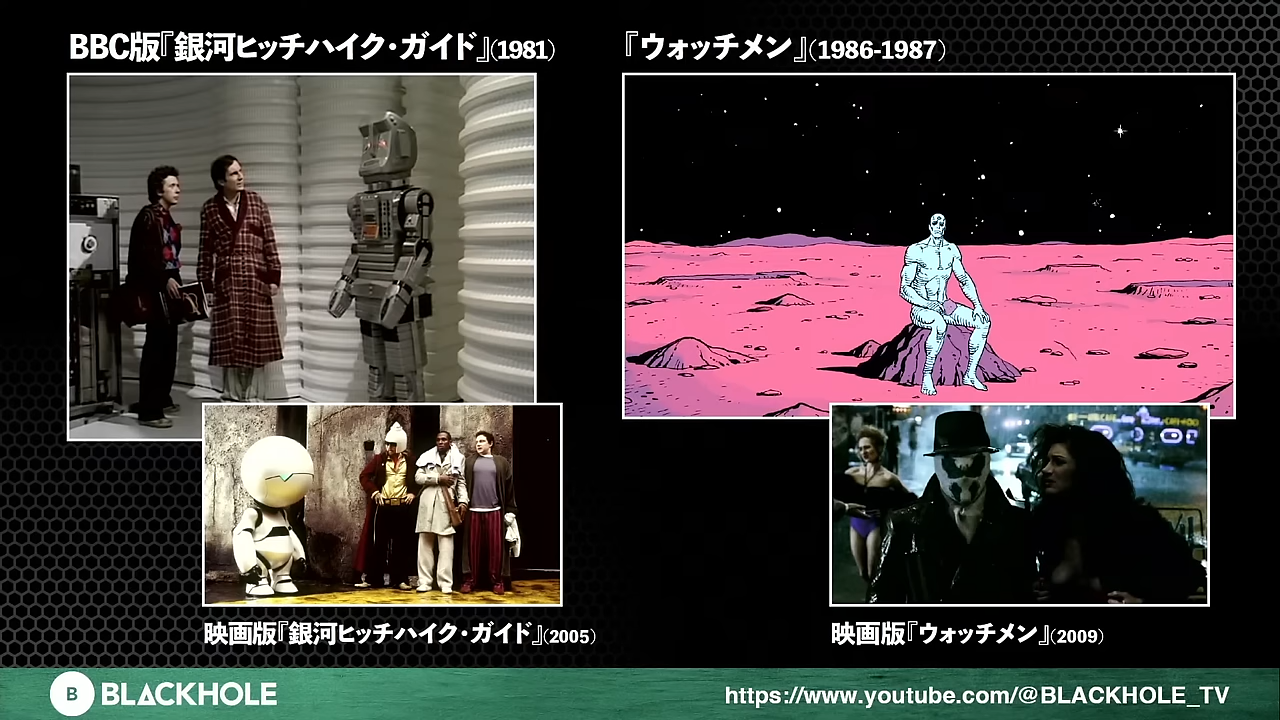 BBC版『銀河ヒッチハイク・ガイド』(1981)
『ウォッチメン』(1986-1987)
映画版『銀河ヒッチハイク・ガイド』(2005)
映画版『ウォッチメン』(2009)
B BLACKHOLE
https://www.youtube.com/@BLACKHOLE_TV